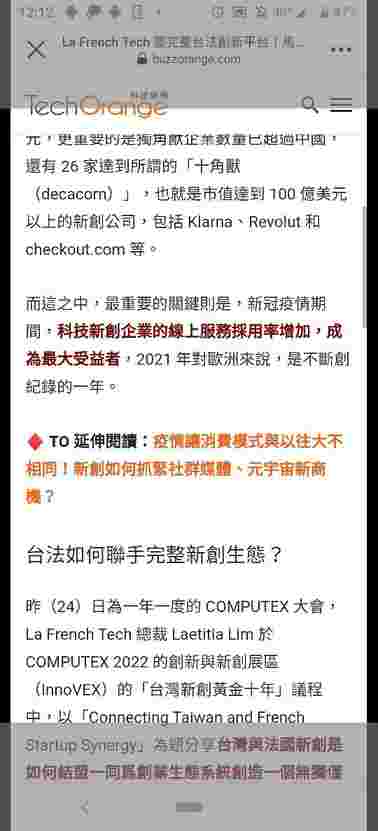 12:12
La French Tech 要完整台法創新平台！馬...
buzzorange.com
科技報橘
TechOrange
元，更重要的是獨角獸企業數量已超過中國，
還有 26 家達到所謂的「十角獸
（decacorn）」，也就是市值達到 100 億美元
以上的新創公司，包括 Klarna、Revolut 和
checkout.com 等。
而這之中，最重要的關鍵則是，新冠疫情期
間，科技新創企業的線上服務採用率增加，成
為最大受益者，2021 年對歐洲來說，是不斷創
紀錄的一年。
TO 延伸閱讀：疫情讓消費模式與以往大不
相同！新創如何抓緊社群媒體、元宇宙新商
機？
台法如何聯手完整新創生態？
昨（24）日為一年一度的 COMPUTEX 大會，
La French Tech 總裁 Laetitia Lim 於
COMPUTEX 2022 的創新與新創展區
（InnoVEX）的「台灣新創黃金十年」議程
中，以「Connecting Taiwan and French
Startup Synergy」為題分享台灣與法國新創是
如何結盟一同為創業生態系統創造一個無獨僅